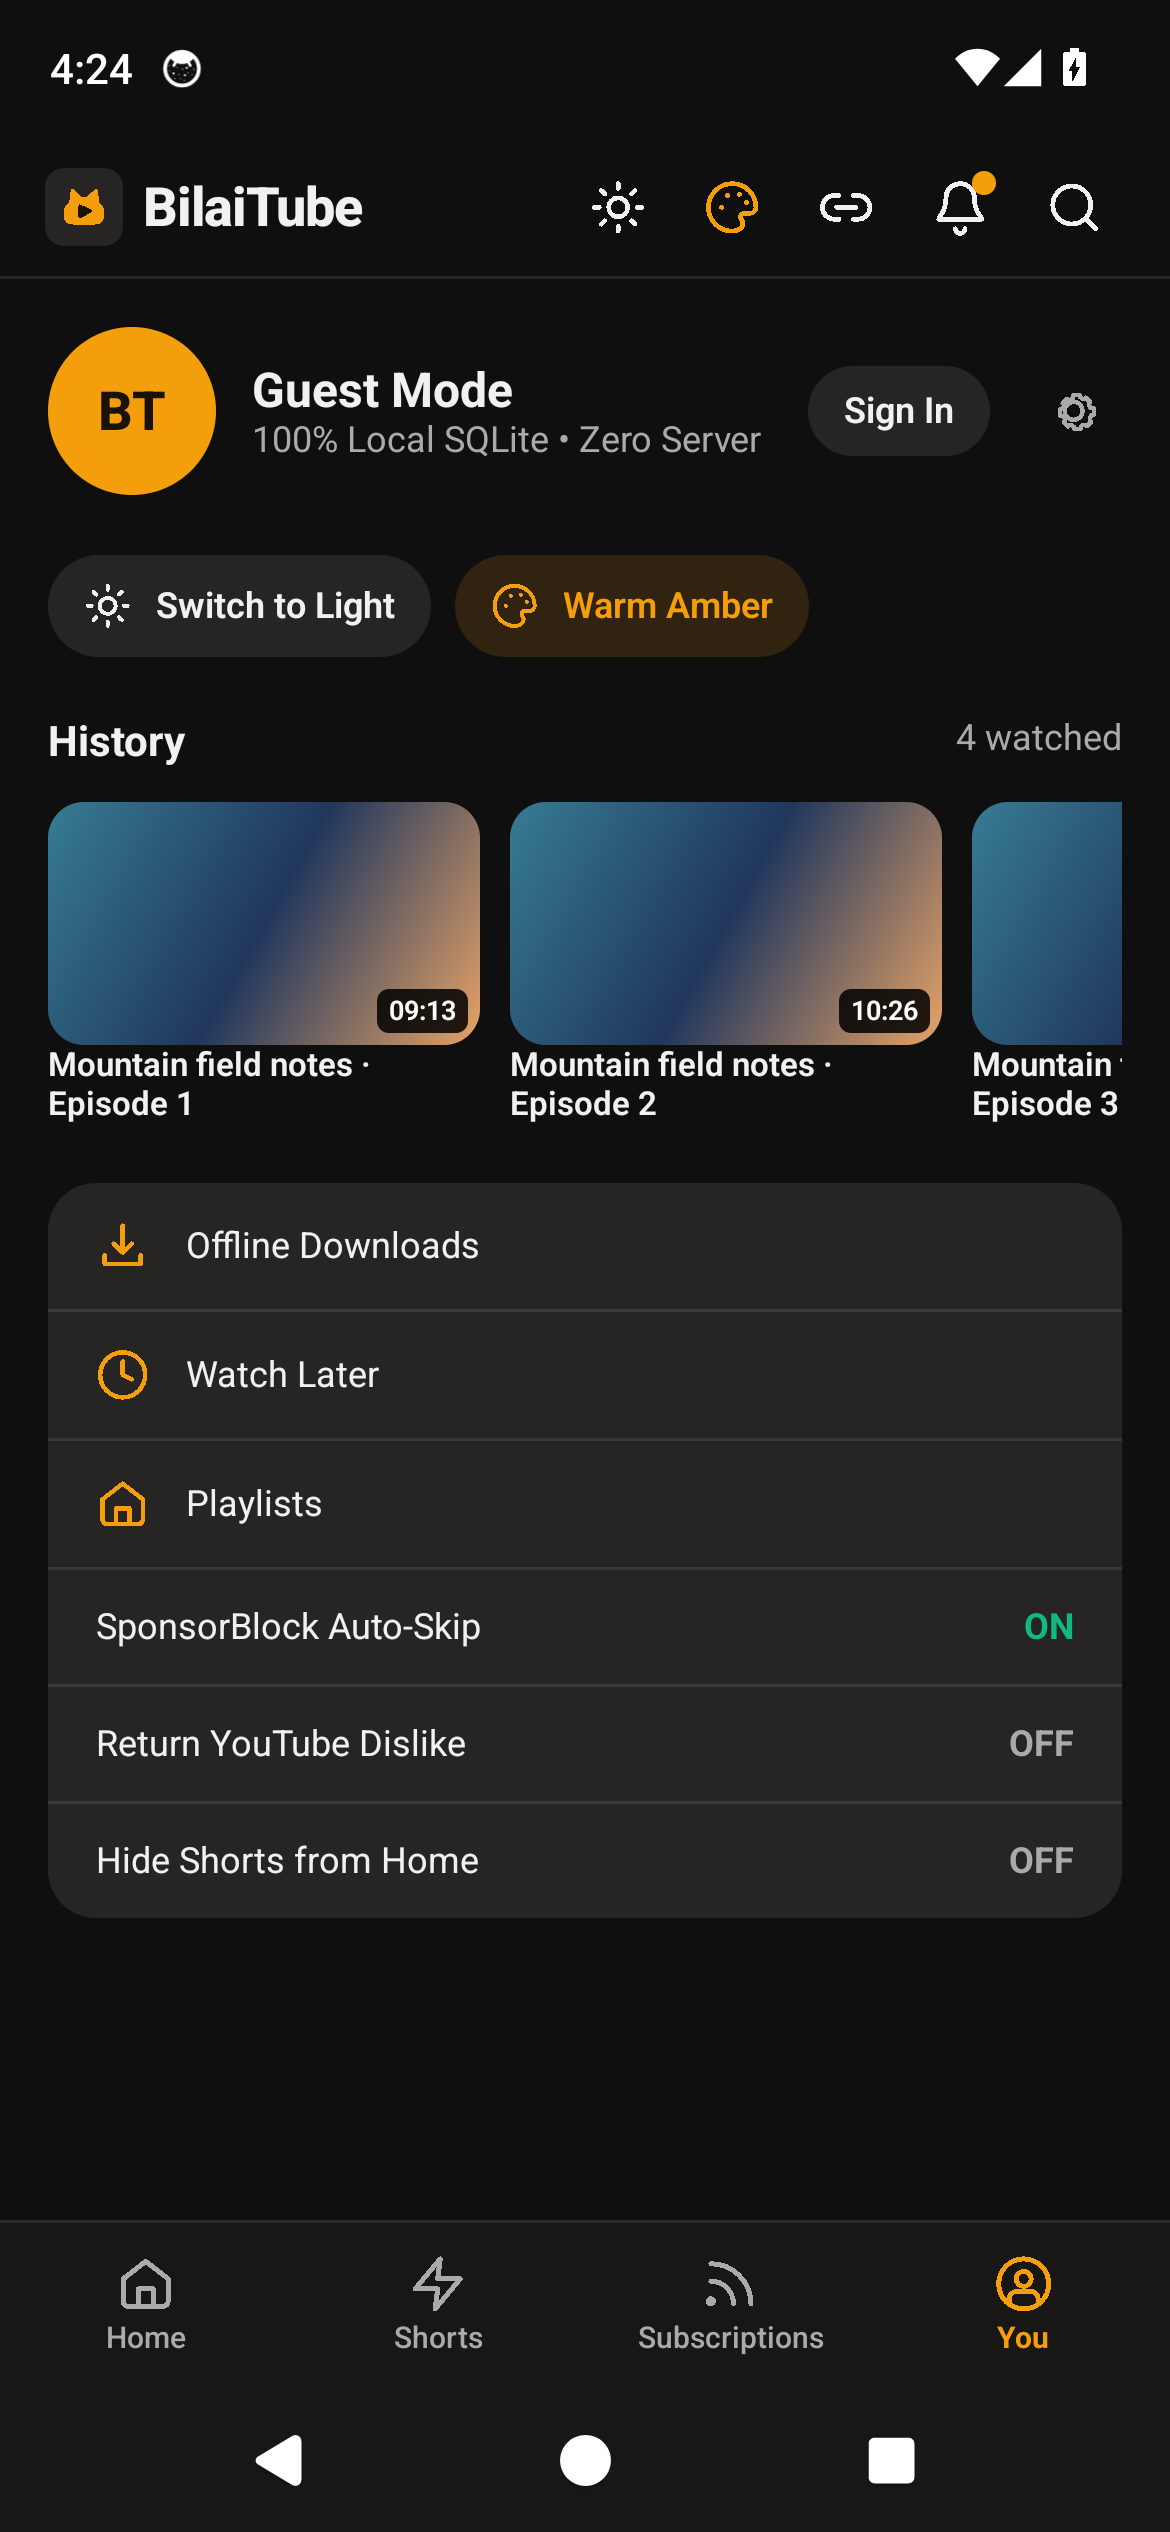 4:24
BilaiTube
BT
Guest Mode
100% Local SQLite • Zero Server
Sign In
Switch to Light
Warm Amber
History
4 watched
09:13
10:26
Mountain field notes ·
Episode 1
Mountain field notes ·
Episode 2
Mountain
Episode 3
Offline Downloads
Watch Later
Playlists
SponsorBlock Auto-Skip
ON
Return YouTube Dislike
OFF
Hide Shorts from Home
OFF
Home
Shorts
Subscriptions
You